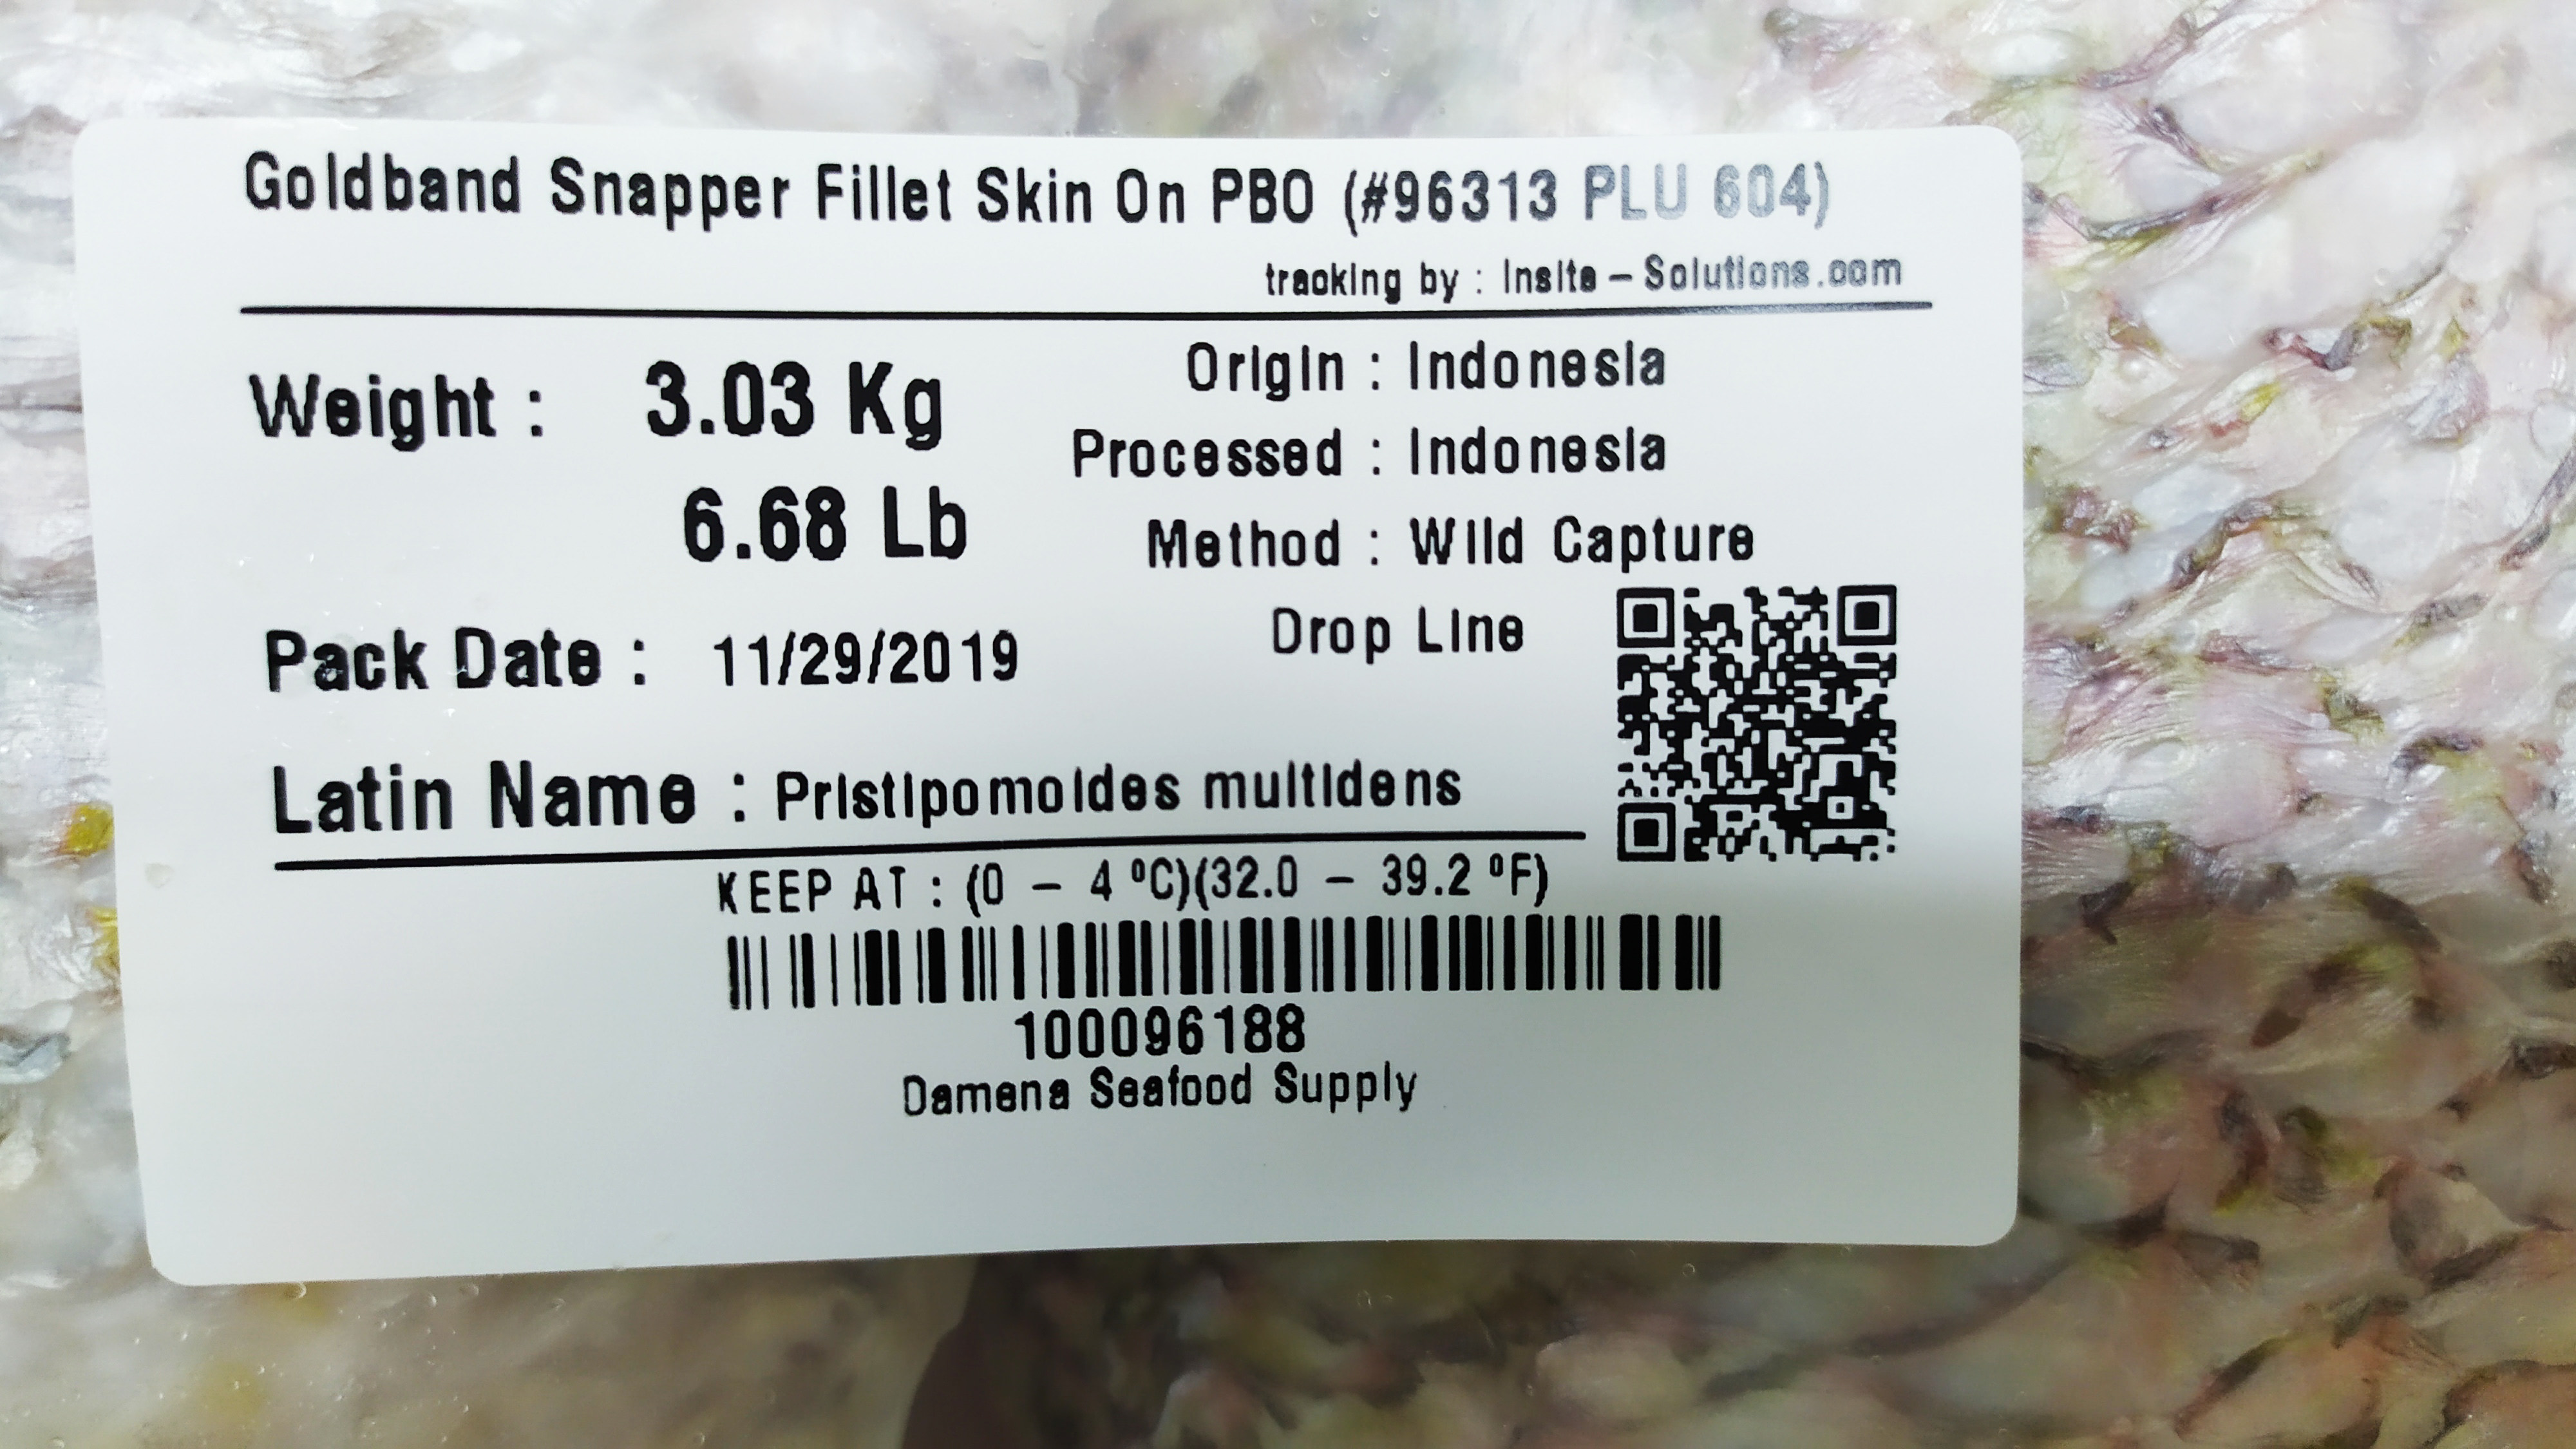 Goldband Snapper Fillet Skin On PBO (#96313 PLU 604)
tracking by : Insite - Solutions.com
Weight : 3.03 Kg
6.68 Lb
Origin : Indonesia
Processed : Indonesia
Method : Wild Capture
Drop Line
Pack Date : 11/29/2019
Latin Name : Pristipomoides multidens
KEEP AT : (0 - 4 ºC)(32.0 - 39.2 ºF)
100096188
Damena Seafood Supply